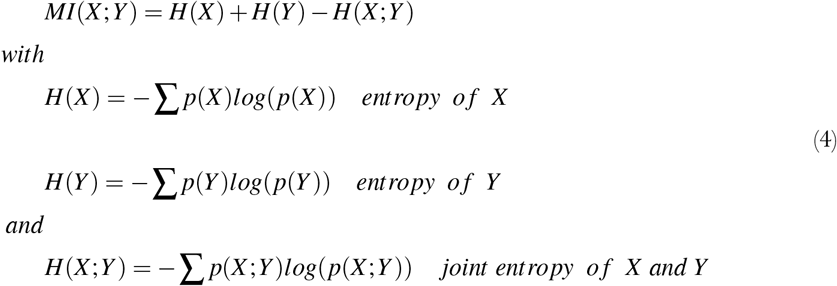 MI(X;Y) = H(X) + H(Y) − H(X;Y)
with
H(X) = −∑ p(X)log(p(X)) entropy of X
(4)
H(Y) = −∑ p(Y)log(p(Y)) entropy of Y
and
H(X;Y) = −∑ p(X;Y)log(p(X;Y)) joint entropy of X and Y